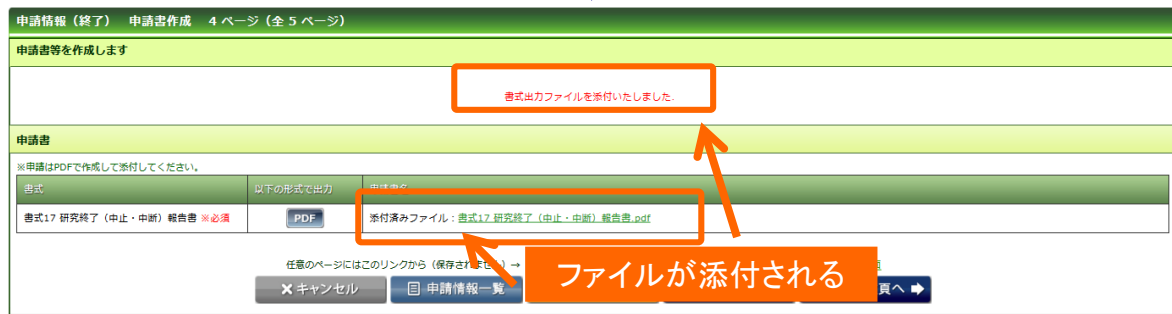 申請情報（終了）　申請書作成　4 ページ（全 5 ページ）
申請書等を作成します
書式出力ファイルを添付いたしました.
申請書
※申請はPDFで作成して添付してください。
書式 以下の形式で出力 申請書名
書式17 研究終了（中止・中断）報告書 ※必須 PDF 添付済みファイル：書式17_研究終了（中止・中断）報告書.pdf
任意のページにはこのリンクから（保存されません）→
ファイルが添付される
キャンセル 申請情報一覧 頁へ